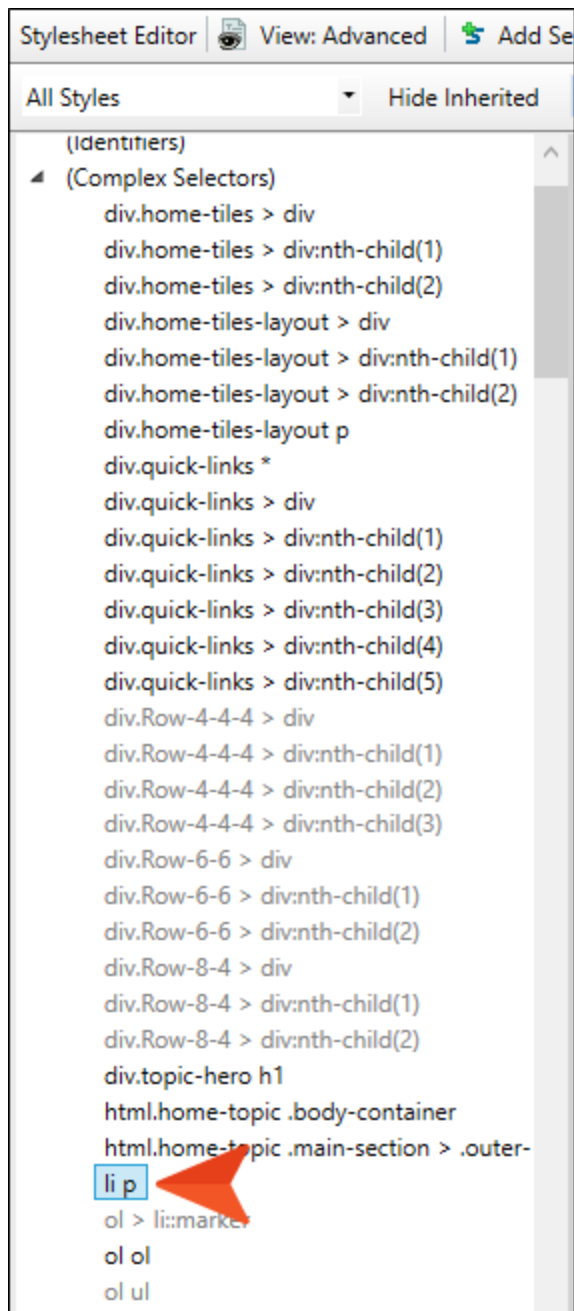 Stylesheet Editor View: Advanced Add Se
All Styles Hide Inherited
(Identifiers)
(Complex Selectors)
div.home-tiles > div
div.home-tiles > div:nth-child(1)
div.home-tiles > div:nth-child(2)
div.home-tiles-layout > div
div.home-tiles-layout > div:nth-child(1)
div.home-tiles-layout > div:nth-child(2)
div.home-tiles-layout p
div.quick-links *
div.quick-links > div
div.quick-links > div:nth-child(1)
div.quick-links > div:nth-child(2)
div.quick-links > div:nth-child(3)
div.quick-links > div:nth-child(4)
div.quick-links > div:nth-child(5)
div.Row-4-4-4 > div
div.Row-4-4-4 > div:nth-child(1)
div.Row-4-4-4 > div:nth-child(2)
div.Row-4-4-4 > div:nth-child(3)
div.Row-6-6 > div
div.Row-6-6 > div:nth-child(1)
div.Row-6-6 > div:nth-child(2)
div.Row-8-4 > div
div.Row-8-4 > div:nth-child(1)
div.Row-8-4 > div:nth-child(2)
div.topic-hero h1
html.home-topic .body-container
html.home-topic .main-section > .outer-
li p
ol > li::marker
ol ol
ol ul